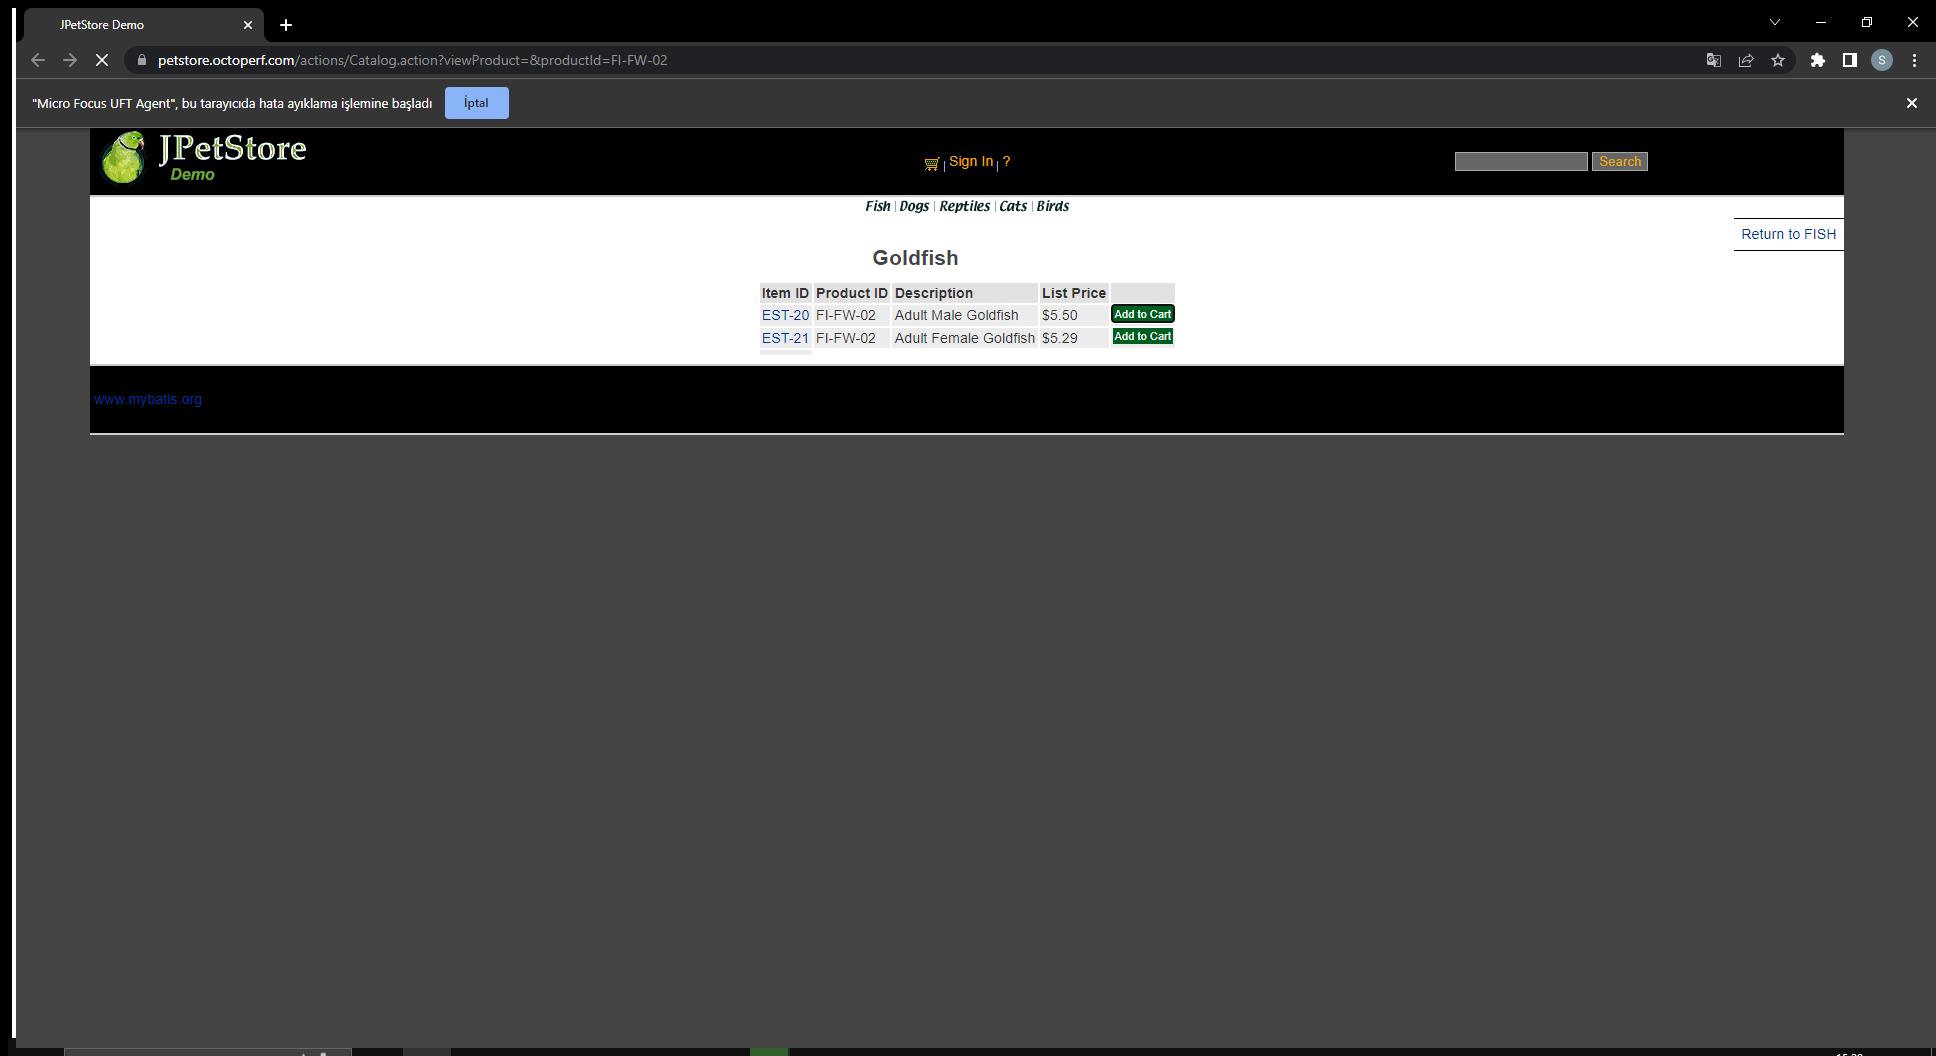 JPetStore Demo
petstore.octoperf.com/actions/Catalog.action?viewProduct=&productId=FI-FW-02
S
"Micro Focus UFT Agent", bu tarayıcıda hata ayıklama işlemine başladı İptal
JPetStore
Demo
Sign In | ?
Search
Fish | Dogs | Reptiles | Cats | Birds
Return to FISH
Goldfish
Item ID Product ID Description List Price
EST-20 FI-FW-02 Adult Male Goldfish $5.50 Add to Cart
EST-21 FI-FW-02 Adult Female Goldfish $5.29 Add to Cart
www.mybatis.org